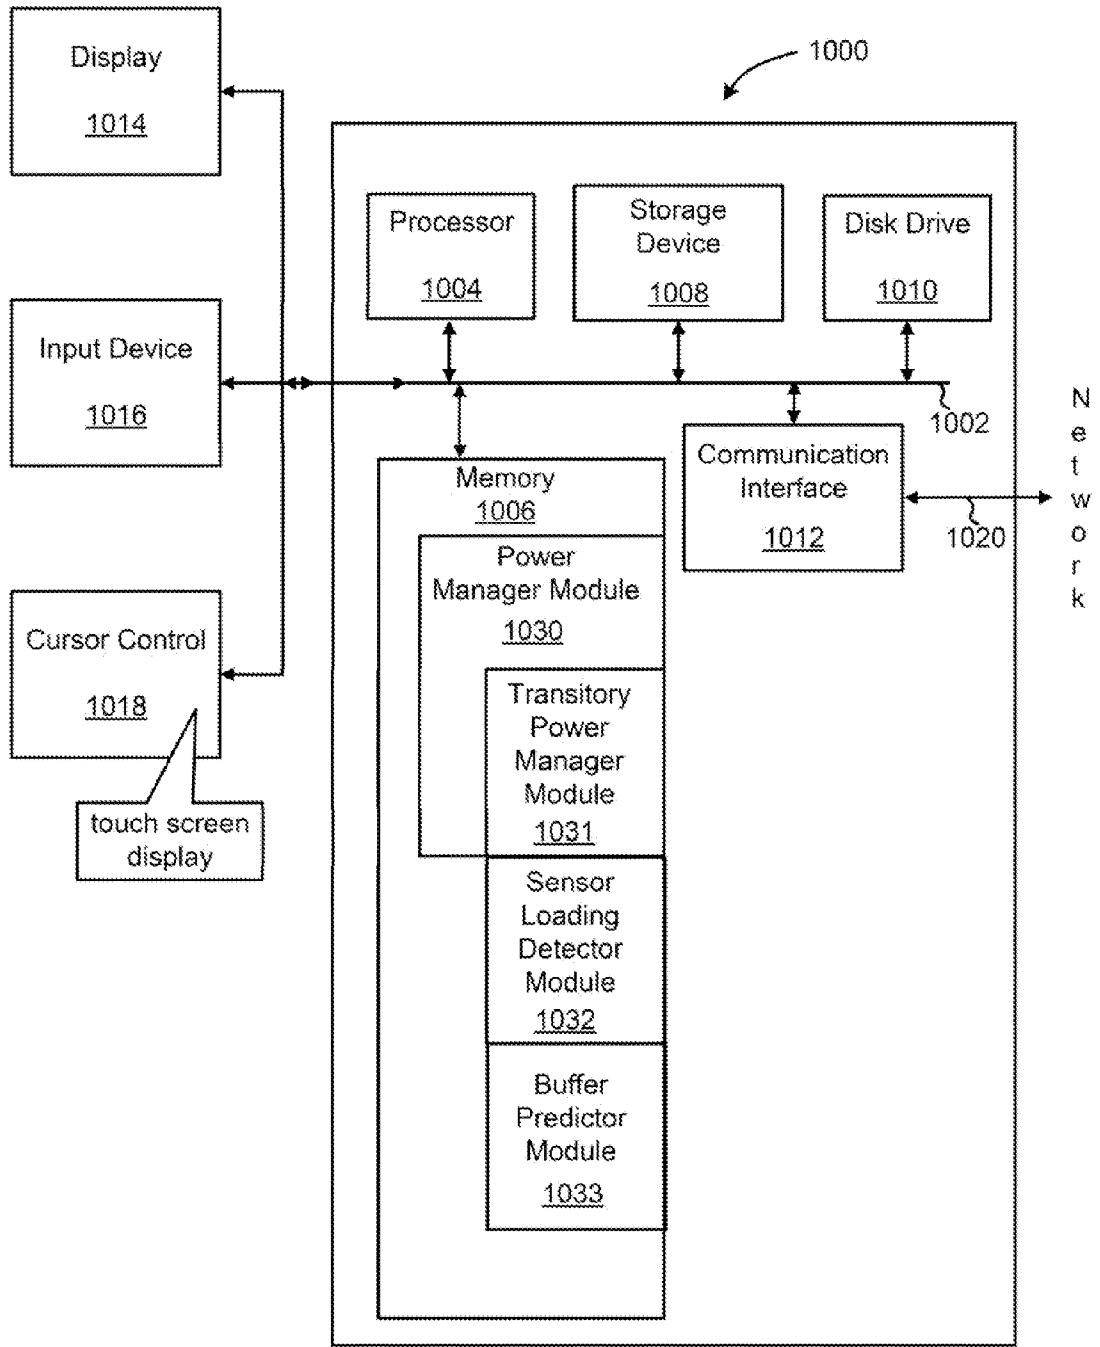 1000
Display
1014
Processor
1004
Storage
Device
1008
Disk Drive
1010
Input Device
1016
1002
Network
Communication
Interface
1012
1020
Memory
1006
Power
Manager Module
1030
Cursor Control
1018
touch screen
display
Transitory
Power
Manager
Module
1031
Sensor
Loading
Detector
Module
1032
Buffer
Predictor
Module
1033